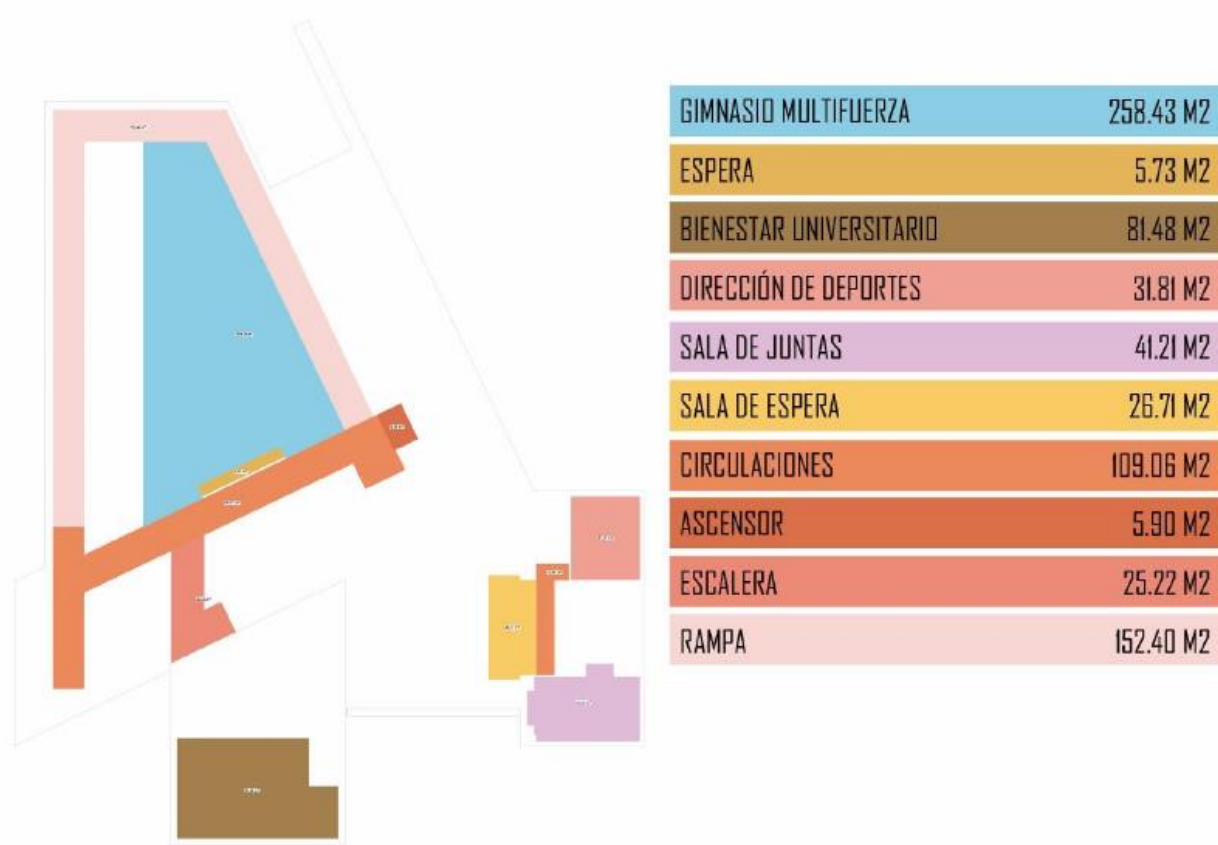 GIMNASIO MULTIFUERZA 258.43 M2
ESPERA 5.73 M2
BIENESTAR UNIVERSITARIO 81.48 M2
DIRECCIÓN DE DEPORTES 31.81 M2
SALA DE JUNTAS 41.21 M2
SALA DE ESPERA 26.71 M2
CIRCULACIONES 109.06 M2
ASCENSOR 5.90 M2
ESCALERA 25.22 M2
RAMPA 152.40 M2